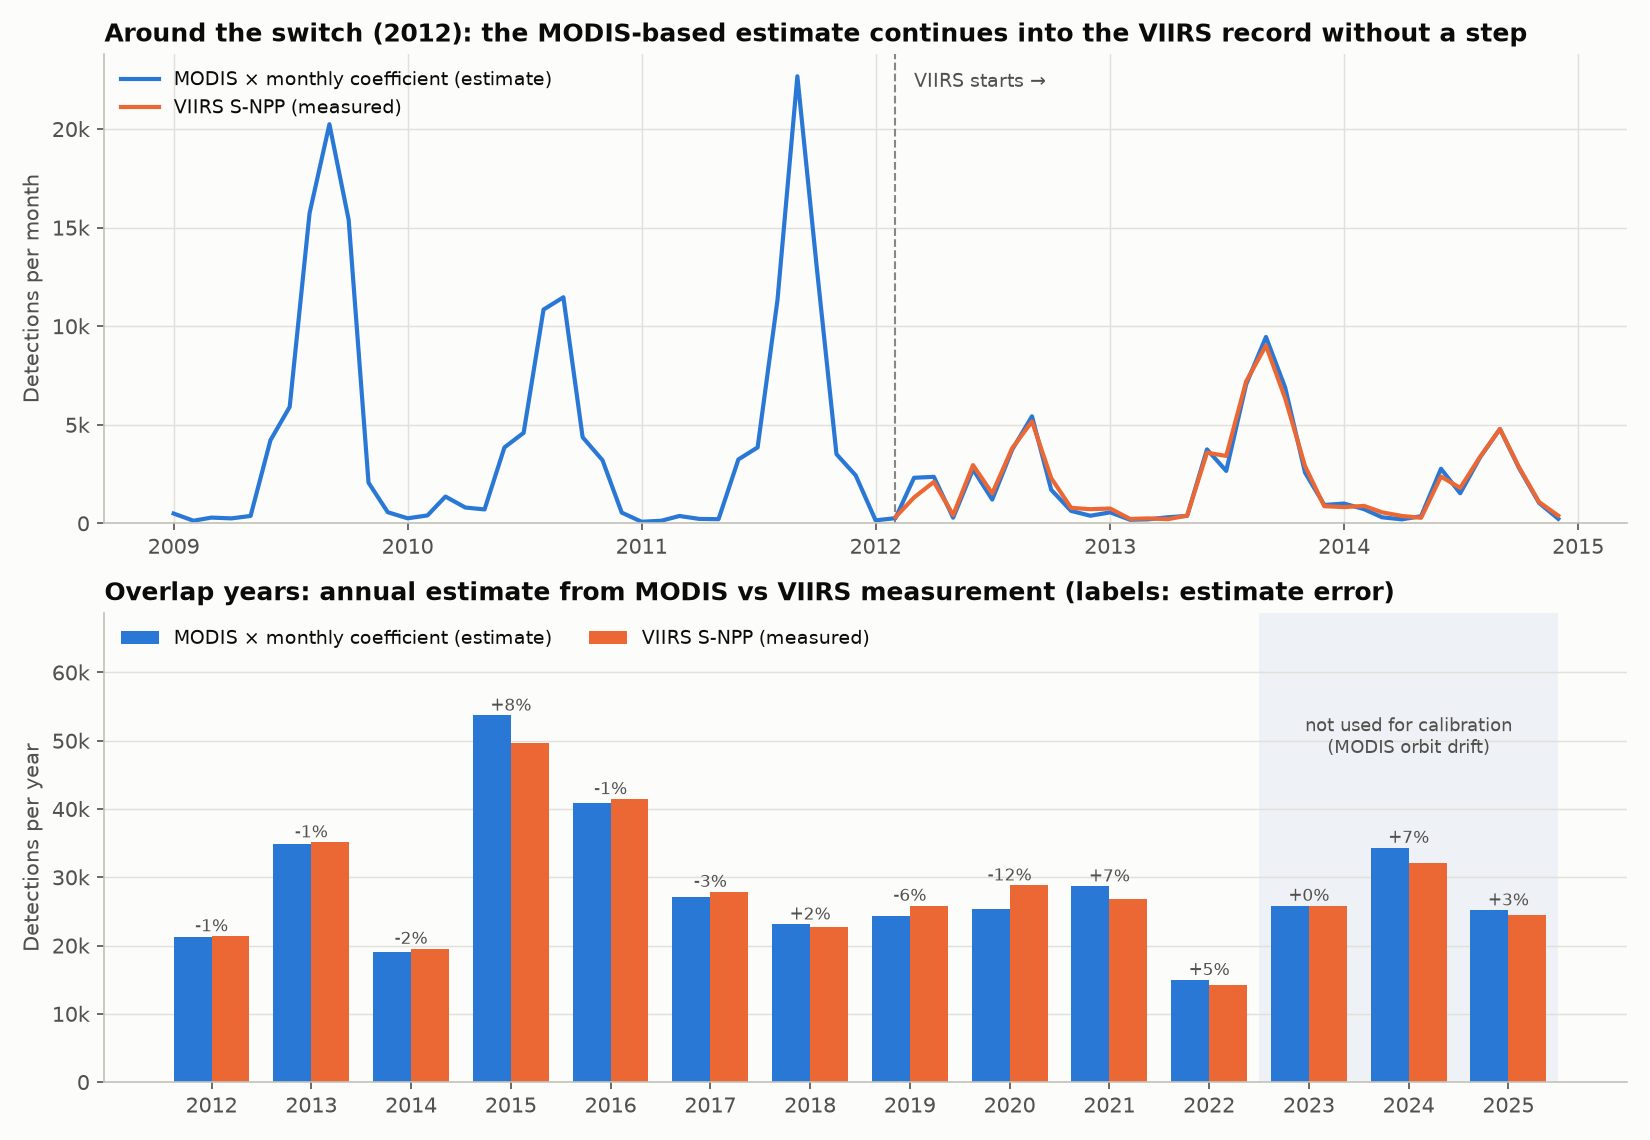 Around the switch (2012): the MODIS-based estimate continues into the VIIRS record without a step
MODIS × monthly coefficient (estimate)
VIIRS S-NPP (measured)
VIIRS starts →
Detections per month
20k
15k
10k
5k
0
2009 2010 2011 2012 2013 2014 2015
Overlap years: annual estimate from MODIS vs VIIRS measurement (labels: estimate error)
MODIS × monthly coefficient (estimate) VIIRS S-NPP (measured)
not used for calibration
(MODIS orbit drift)
Detections per year
60k
50k
40k
30k
20k
10k
0
-1% -1% -2% +8% -1% -3% +2% -6% -12% +7% +5% +0% +7% +3%
2012 2013 2014 2015 2016 2017 2018 2019 2020 2021 2022 2023 2024 2025